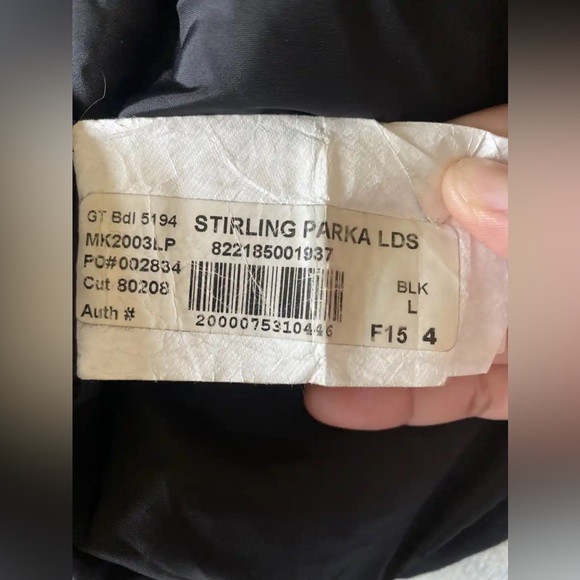 GT Bdl 5194 STIRLING PARKA LDS
MK2003LP 822185001937
PO#002834
Cut 80208 BLK
L
Auth # 2000075310446 F15 4